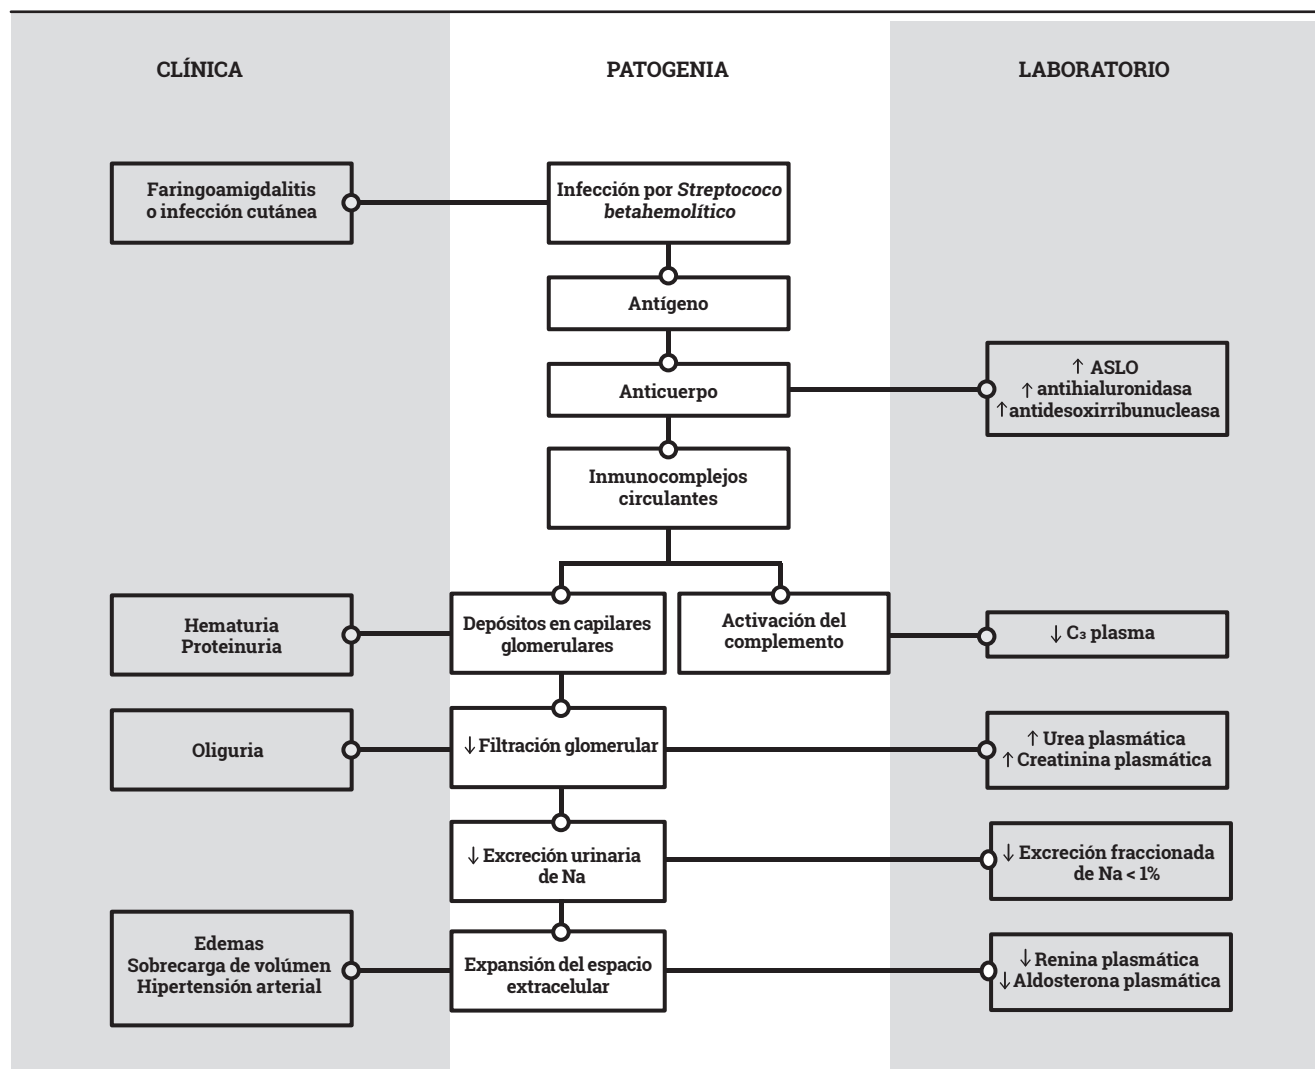 CLÍNICA
PATOGENIA
LABORATORIO
Faringoamigdalitis
o infección cutánea
Infección por Streptococo
betahemolítico
Antígeno
Anticuerpo
↑ ASLO
↑ antihialuronidasa
↑antidesoxirribunucleasa
Inmunocomplejos
circulantes
Hematuria
Proteinuria
Depósitos en capilares
glomerulares
Activación del
complemento
↓ C₃ plasma
Oliguria
↓ Filtración glomerular
↑ Urea plasmática
↑ Creatinina plasmática
↓ Excreción urinaria
de Na
↓ Excreción fraccionada
de Na < 1%
Edemas
Sobrecarga de volúmen
Hipertensión arterial
Expansión del espacio
extracelular
↓ Renina plasmática
↓ Aldosterona plasmática